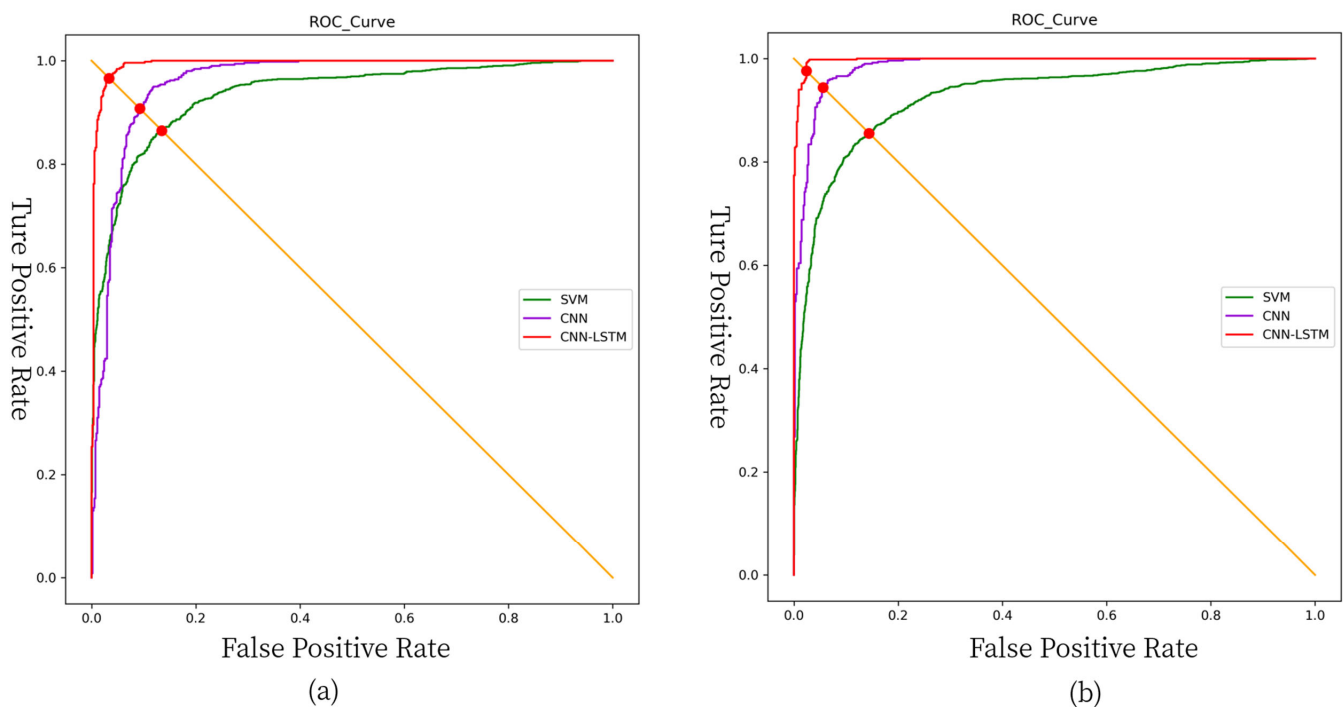 ROC_Curve
1.0
0.8
0.6
0.4
0.2
0.0
Ture Positive Rate
SVM
CNN
CNN-LSTM
0.0 0.2 0.4 0.6 0.8 1.0
False Positive Rate
(a)
ROC_Curve
1.0
0.8
0.6
0.4
0.2
0.0
Ture Positive Rate
SVM
CNN
CNN-LSTM
0.0 0.2 0.4 0.6 0.8 1.0
False Positive Rate
(b)